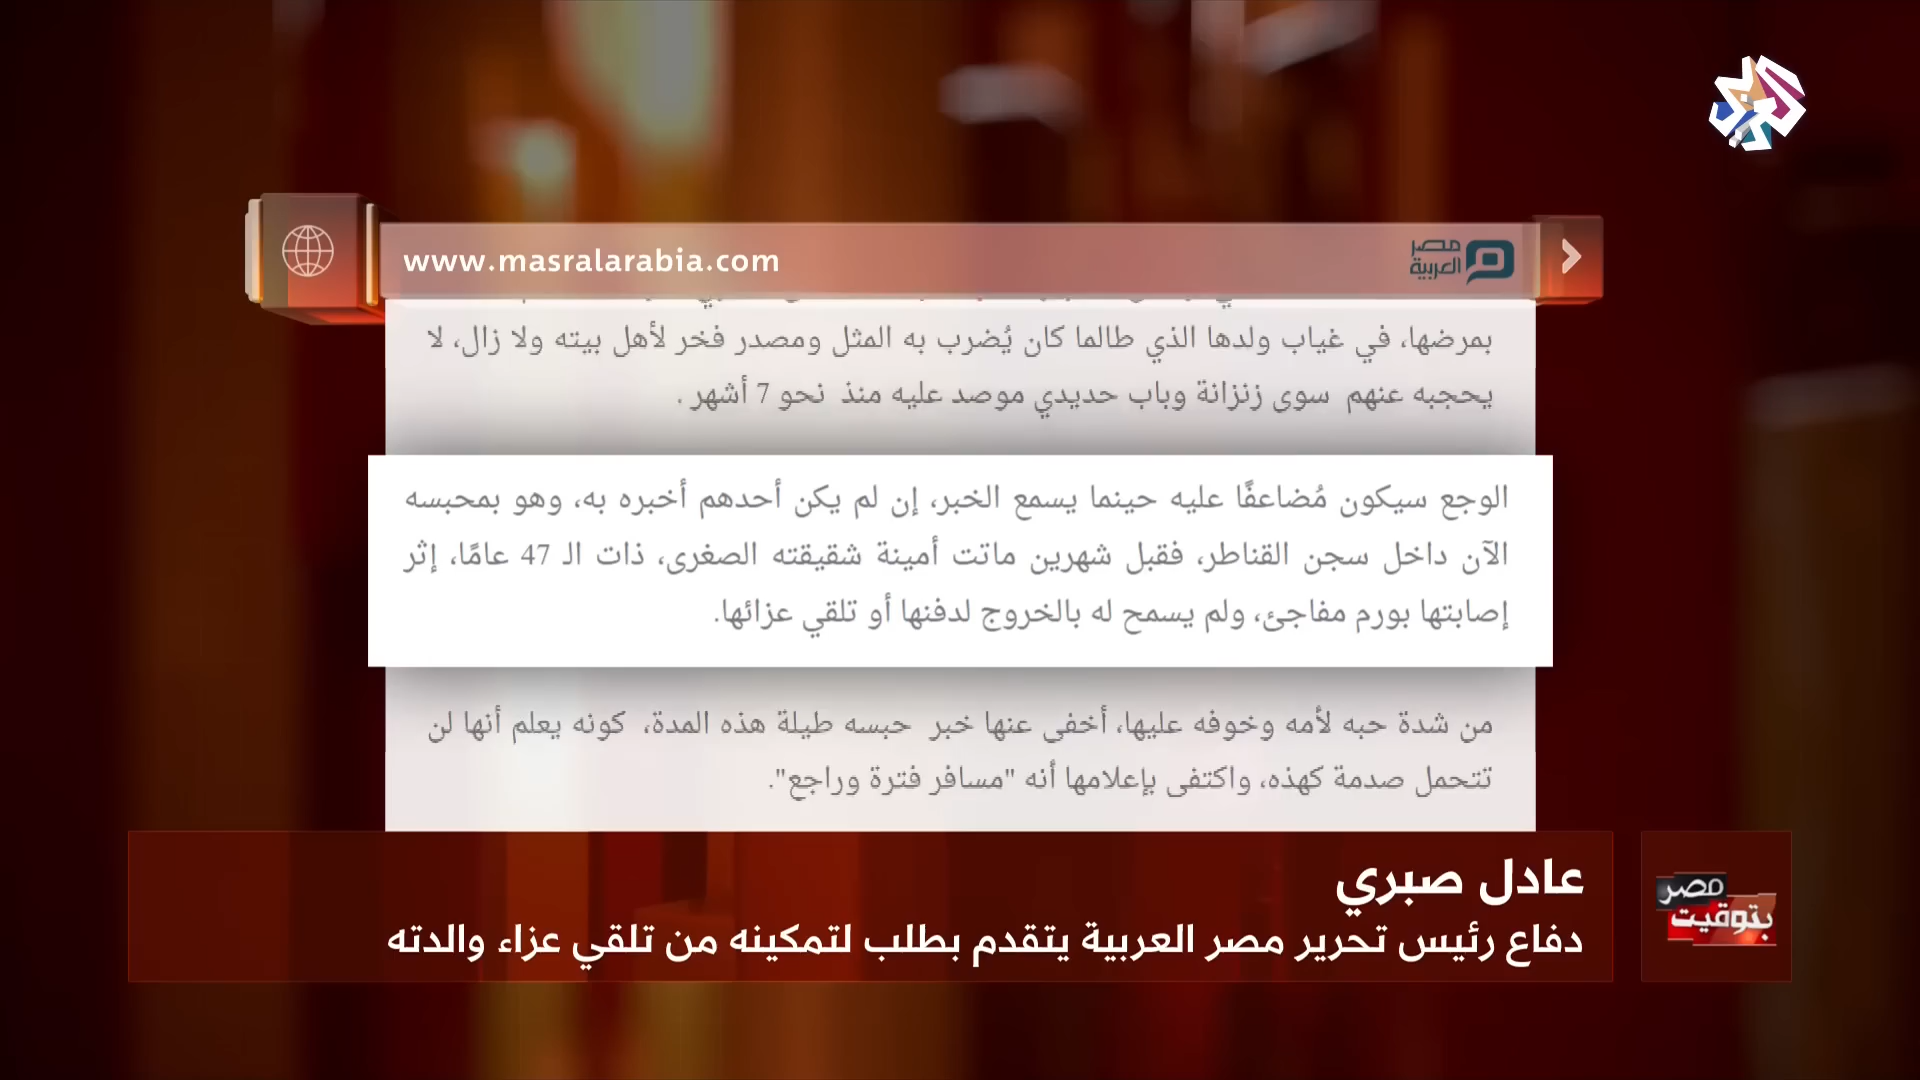 www.masralarabia.com
مصر
العربية
بمرضها، في غياب ولدها الذي طالما كان يُضرب به المثل ومصدر فخر لأهل بيته ولا زال، لا
يحجبه عنهم سوى زنزانة وباب حديدي موصد عليه منذ نحو 7 أشهر .
الوجع سيكون مُضاعفًا عليه حينما يسمع الخبر، إن لم يكن أحدهم أخبره به، وهو بمحبسه
الآن داخل سجن القناطر، فقبل شهرين ماتت أمينة شقيقته الصغرى، ذات الـ 47 عامًا، إثر
إصابتها بورم مفاجئ، ولم يسمح له بالخروج لدفنها أو تلقي عزائها.
من شدة حبه لأمه وخوفه عليها، أخفى عنها خبر حبسه طيلة هذه المدة، كونه يعلم أنها لن
تتحمل صدمة كهذه، واكتفى بإعلامها أنه "مسافر فترة وراجع".
عادل صبري
دفاع رئيس تحرير مصر العربية يتقدم بطلب لتمكينه من تلقي عزاء والدته
مصر
بتوقيت